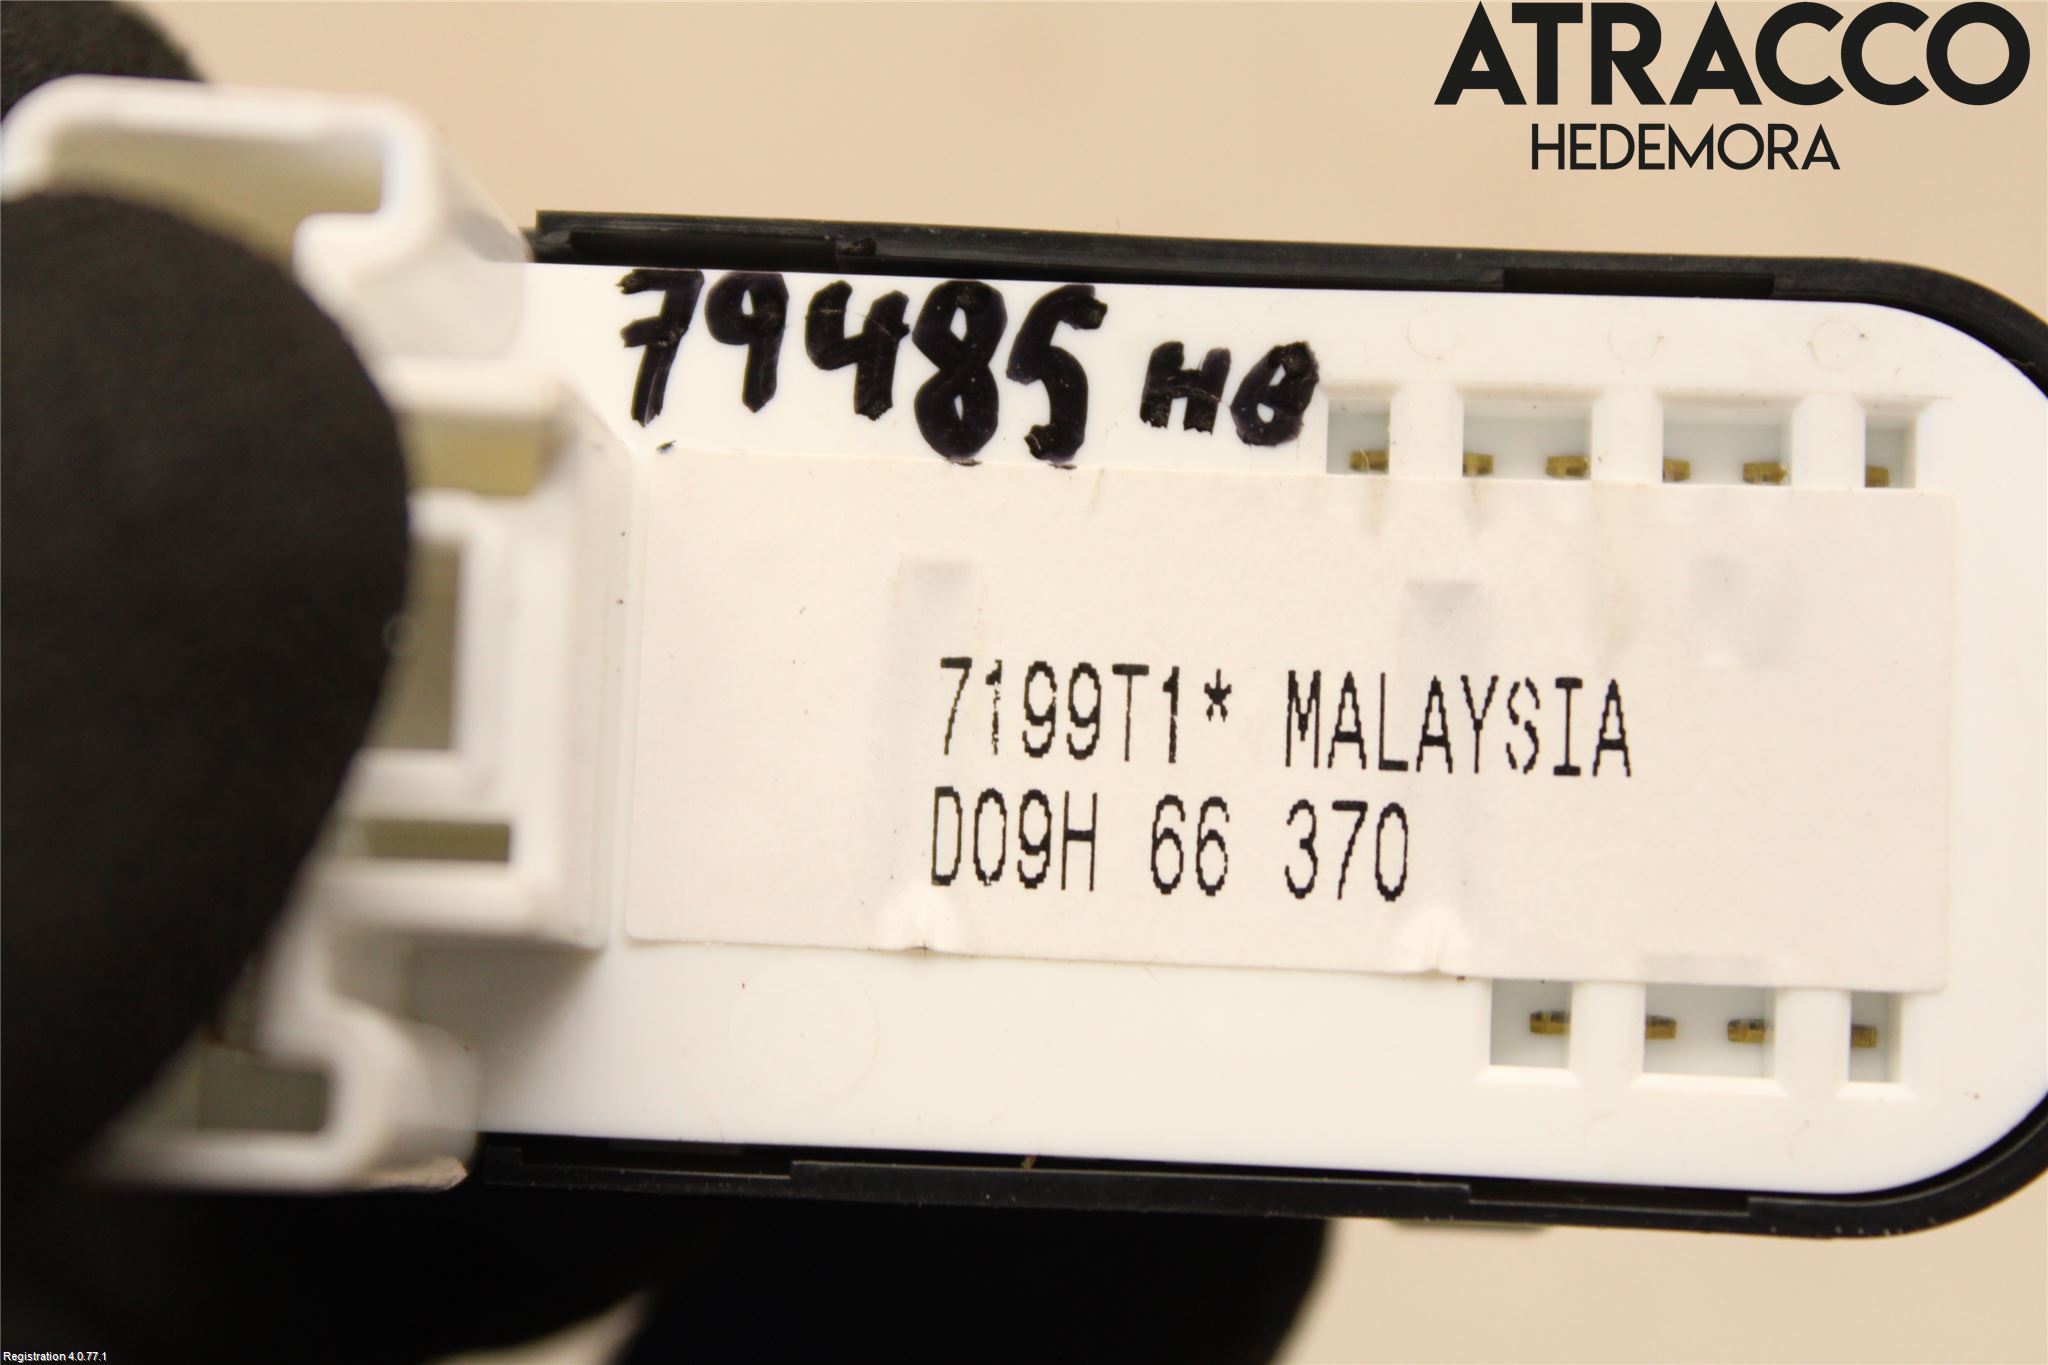 ATRACCO
HEDEMORA
79485 HB
7199T1* MALAYSIA
D09H 66 370
Registration 4.0.77.1